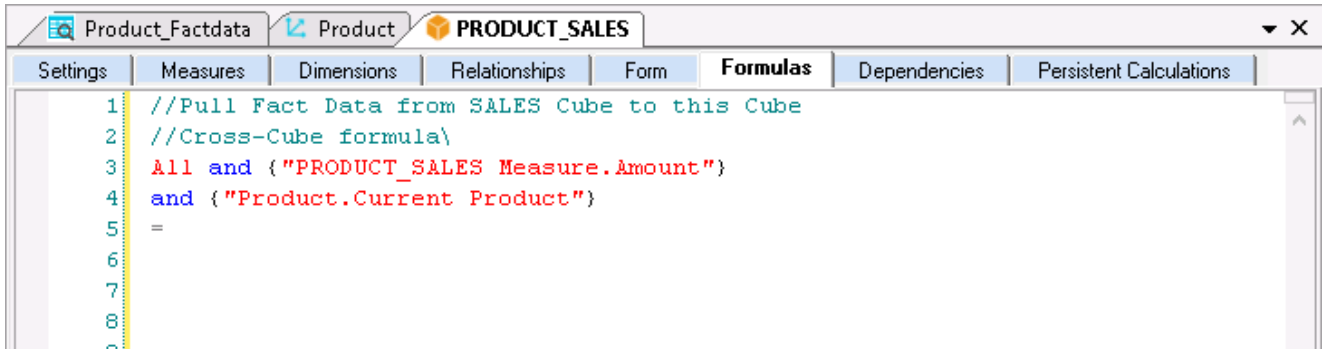 Product_Factdata Product PRODUCT_SALES
Settings Measures Dimensions Relationships Form Formulas Dependencies Persistent Calculations
1 //Pull Fact Data from SALES Cube to this Cube
2 //Cross-Cube formula\
3 All and {"PRODUCT_SALES Measure.Amount"}
4 and {"Product.Current Product"}
5 =
6
7
8